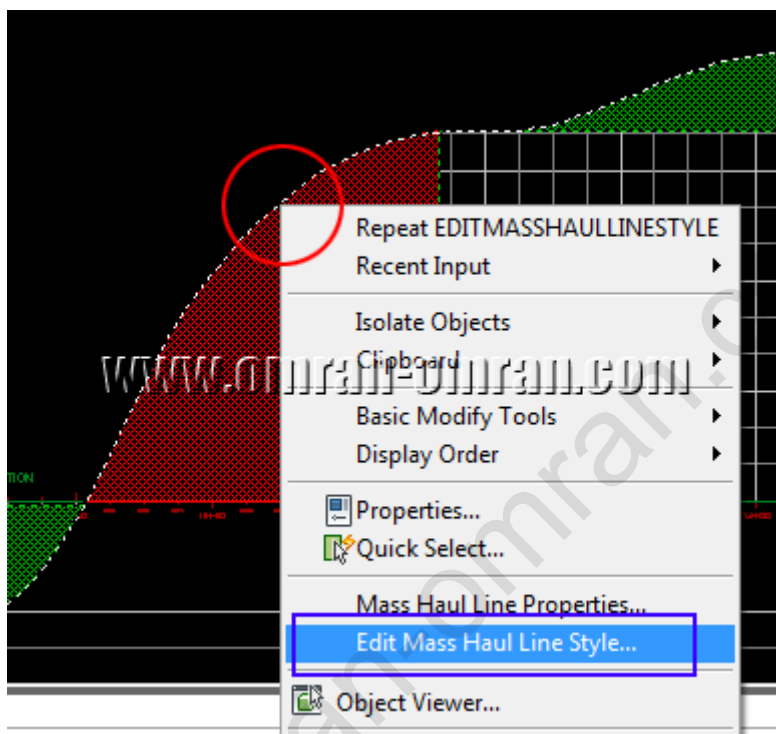 Repeat EDITMASSHAULLINESTYLE
Recent Input
Isolate Objects
Clipboard
www.omran-omran.com
Basic Modify Tools
Display Order
TION
Properties...
Quick Select...
Mass Haul Line Properties...
Edit Mass Haul Line Style...
Object Viewer...